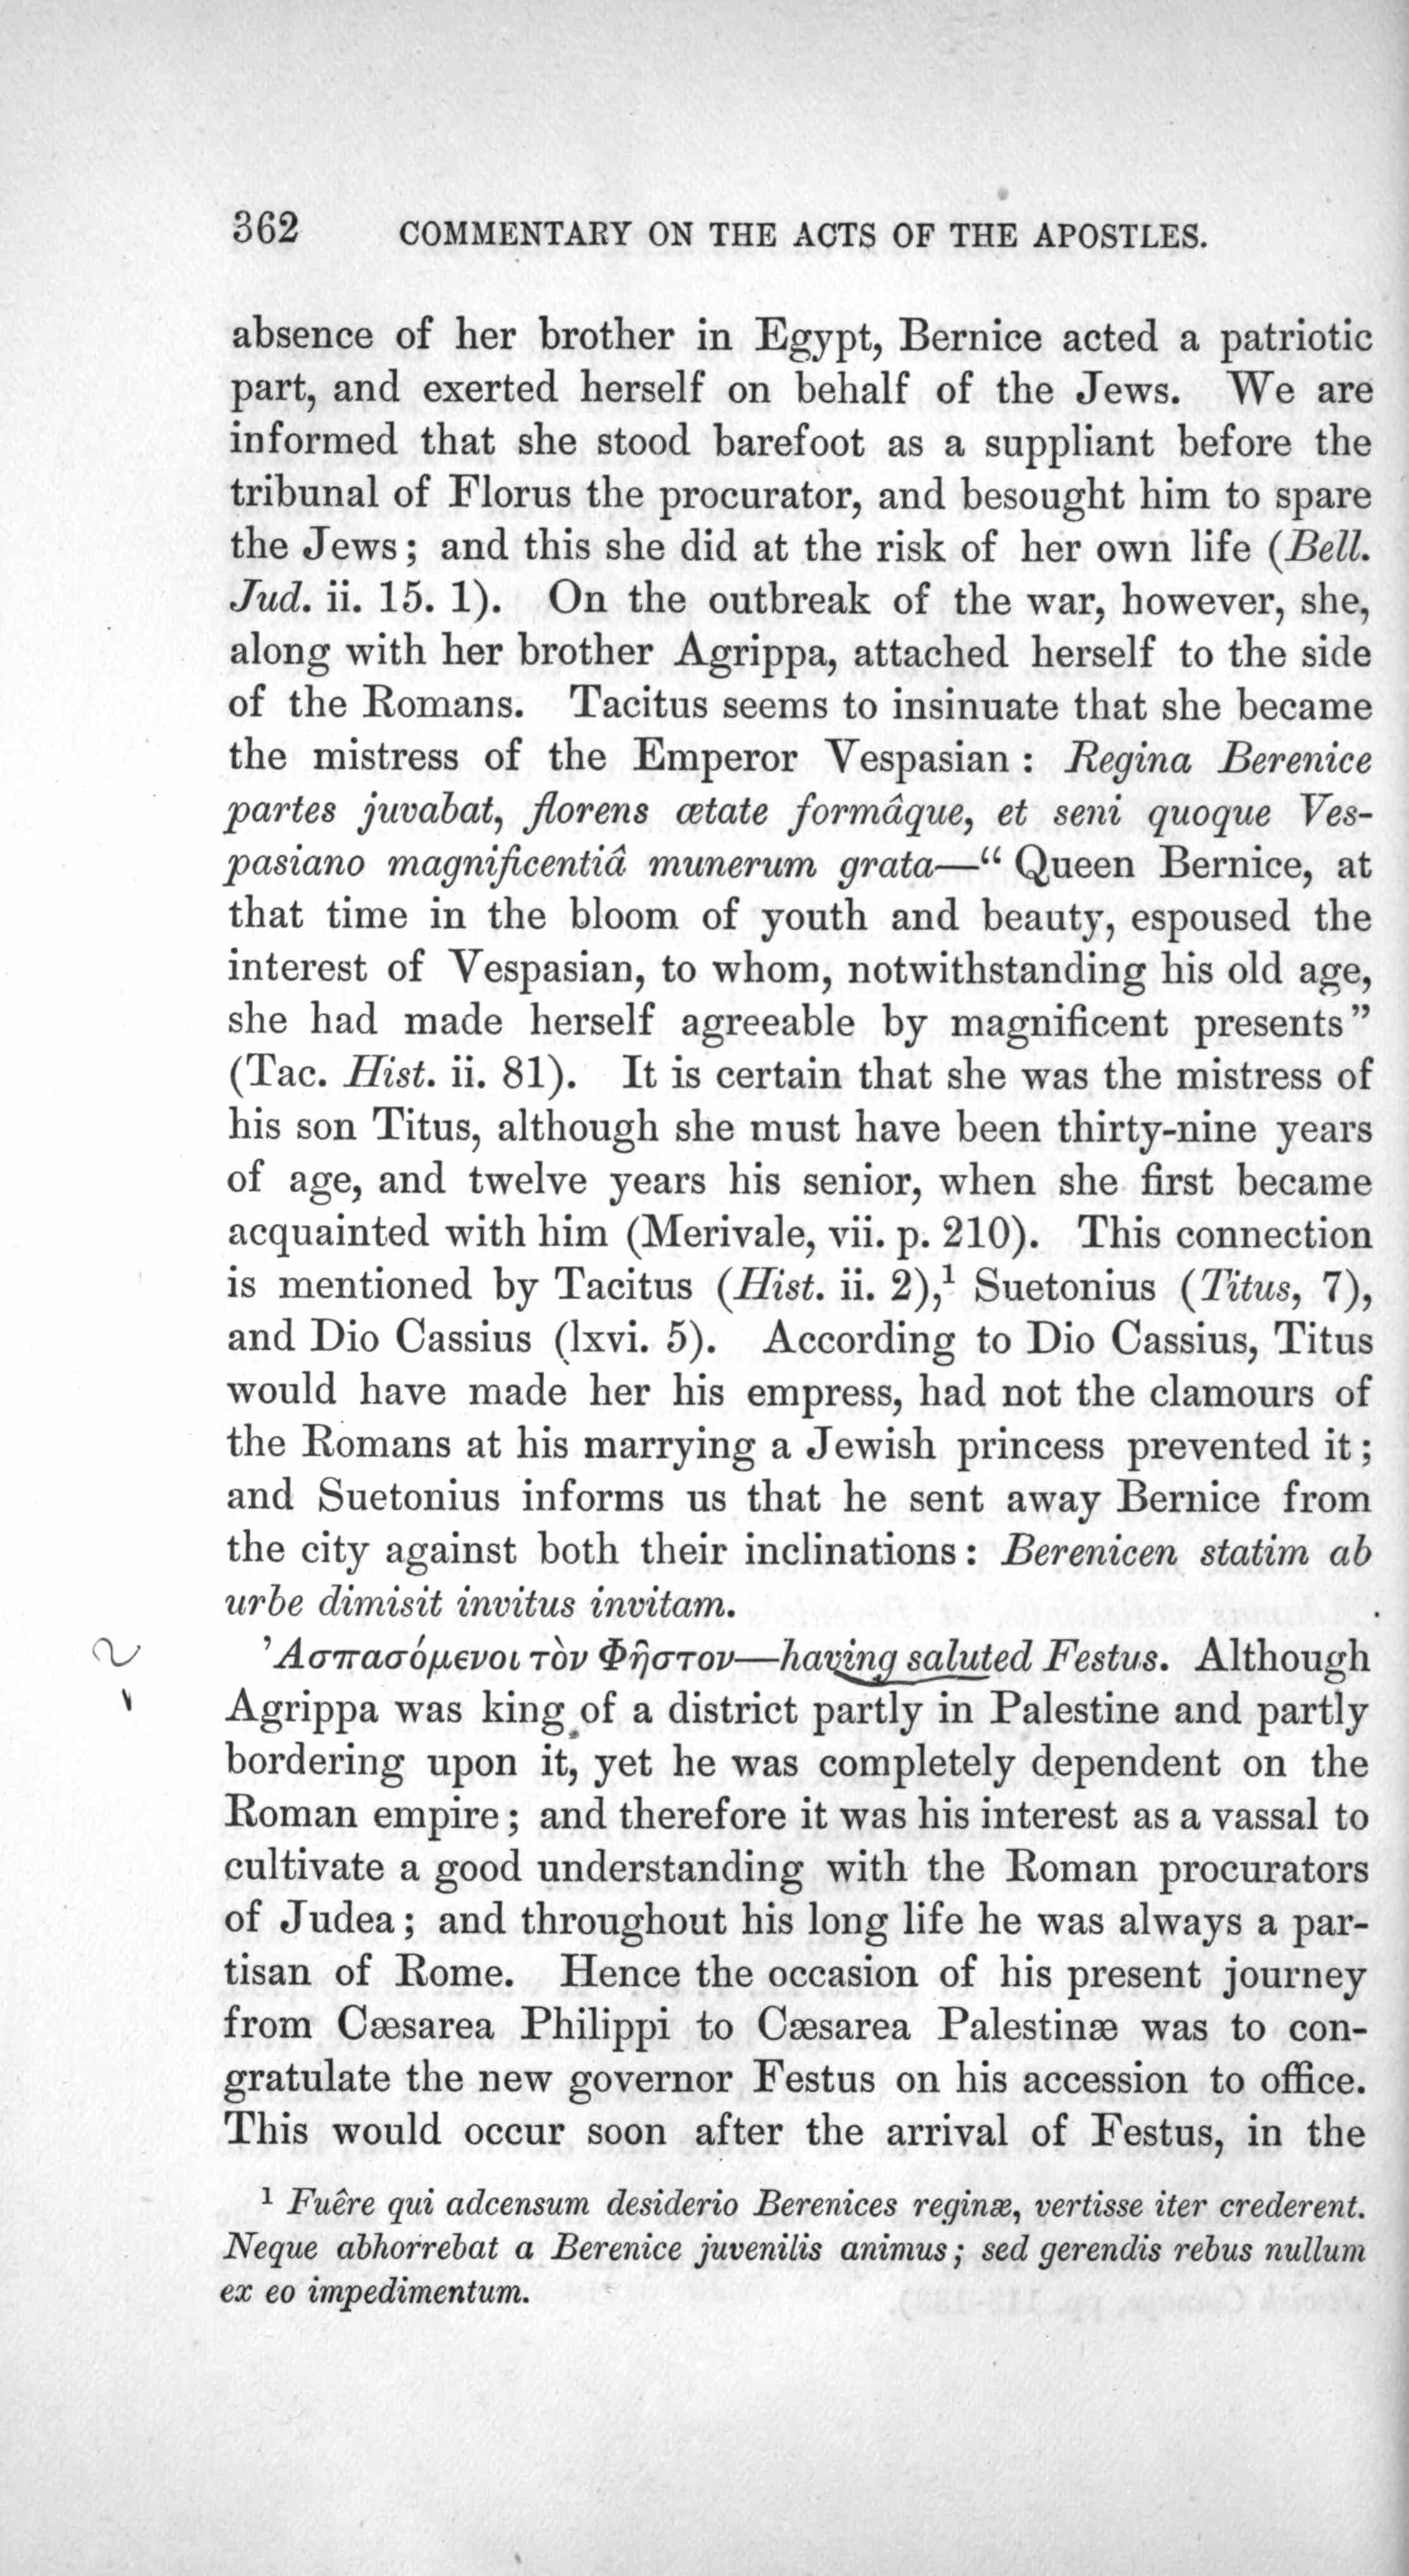 362 COMMENTARY ON THE ACTS OF THE APOSTLES.
absence of her brother in Egypt, Bernice acted a patriotic
part, and exerted herself on behalf of the Jews. We are
informed that she stood barefoot as a suppliant before the
tribunal of Florus the procurator, and besought him to spare
the Jews; and this she did at the risk of her own life (Bell.
Jud. ii. 15. 1). On the outbreak of the war, however, she,
along with her brother Agrippa, attached herself to the side
of the Romans. Tacitus seems to insinuate that she became
the mistress of the Emperor Vespasian: Regina Berenice
partes juvabat, florens ætate formâque, et seni quoque Ves-
pasiano magnificentiâ munerum grata—“Queen Bernice, at
that time in the bloom of youth and beauty, espoused the
interest of Vespasian, to whom, notwithstanding his old age,
she had made herself agreeable by magnificent presents”
(Tac. Hist. ii. 81). It is certain that she was the mistress of
his son Titus, although she must have been thirty-nine years
of age, and twelve years his senior, when she first became
acquainted with him (Merivale, vii. p. 210). This connection
is mentioned by Tacitus (Hist. ii. 2),¹ Suetonius (Titus, 7),
and Dio Cassius (lxvi. 5). According to Dio Cassius, Titus
would have made her his empress, had not the clamours of
the Romans at his marrying a Jewish princess prevented it;
and Suetonius informs us that he sent away Bernice from
the city against both their inclinations: Berenicen statim ab
urbe dimisit invitus invitam.
Ἀσπασόμενοι τὸν Φῆστον—having saluted Festus. Although
Agrippa was king of a district partly in Palestine and partly
bordering upon it, yet he was completely dependent on the
Roman empire; and therefore it was his interest as a vassal to
cultivate a good understanding with the Roman procurators
of Judea; and throughout his long life he was always a par-
tisan of Rome. Hence the occasion of his present journey
from Cæsarea Philippi to Cæsarea Palestinæ was to con-
gratulate the new governor Festus on his accession to office.
This would occur soon after the arrival of Festus, in the
¹ Fuêre qui adcensum desiderio Berenices reginæ, vertisse iter crederent.
Neque abhorrebat a Berenice juvenilis animus; sed gerendis rebus nullum
ex eo impedimentum.